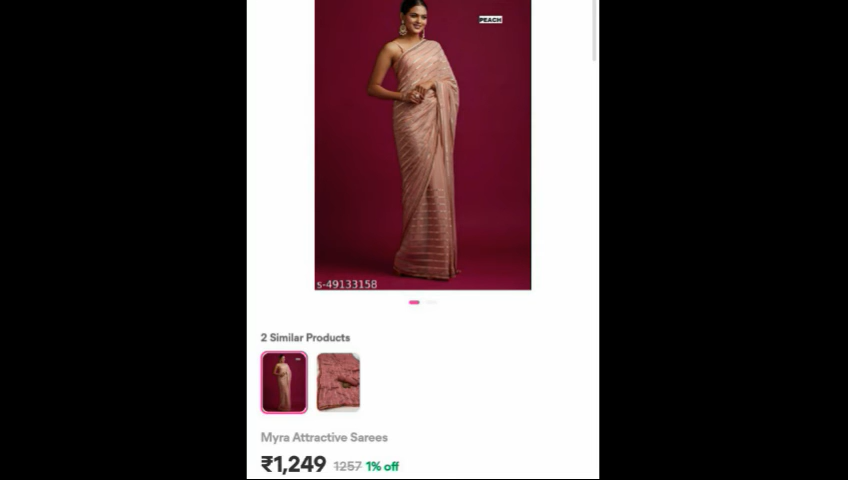 PEACH
s-49133158
2 Similar Products
Myra Attractive Sarees
₹1,249 1257 1% off